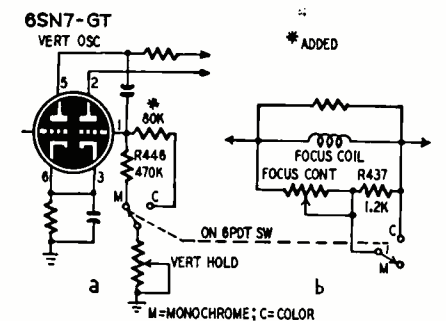 6SN7-GT
VERT OSC
5 2
1
6 3
*
80K
R446
470K
M C
VERT HOLD
a
ON 6PDT SW
*ADDED
FOCUS COIL
FOCUS CONT
R437
1.2K
C
M
b
M=MONOCHROME; C=COLOR